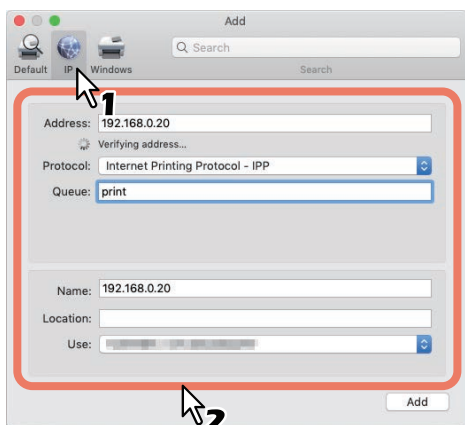 Add
Search
Default IP Windows Search
1
Address: 192.168.0.20
Verifying address...
Protocol: Internet Printing Protocol - IPP
Queue: print
Name: 192.168.0.20
Location:
Use:
Add
2